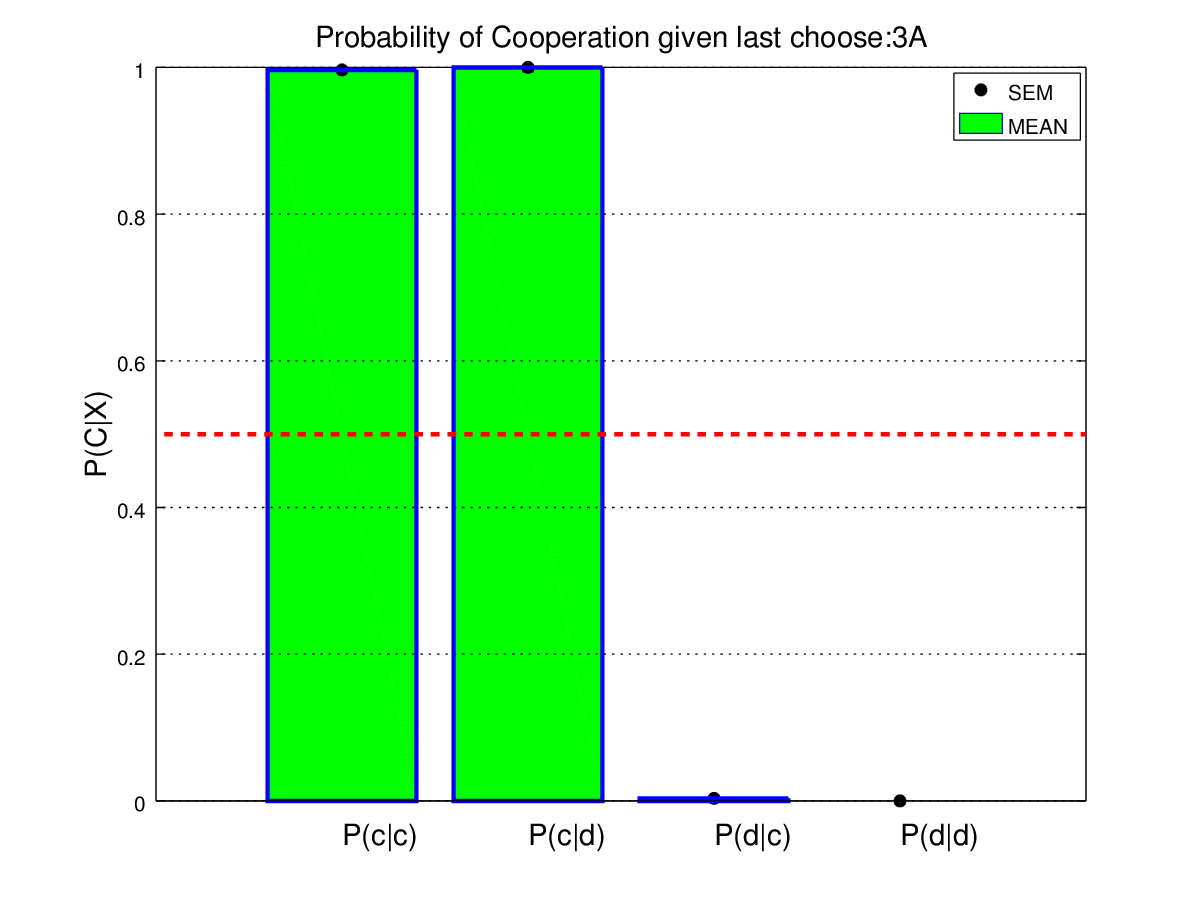 Probability of Cooperation given last choose:3A
SEM
MEAN
P(C|X)
1
0.8
0.6
0.4
0.2
0
P(c|c)
P(c|d)
P(d|c)
P(d|d)